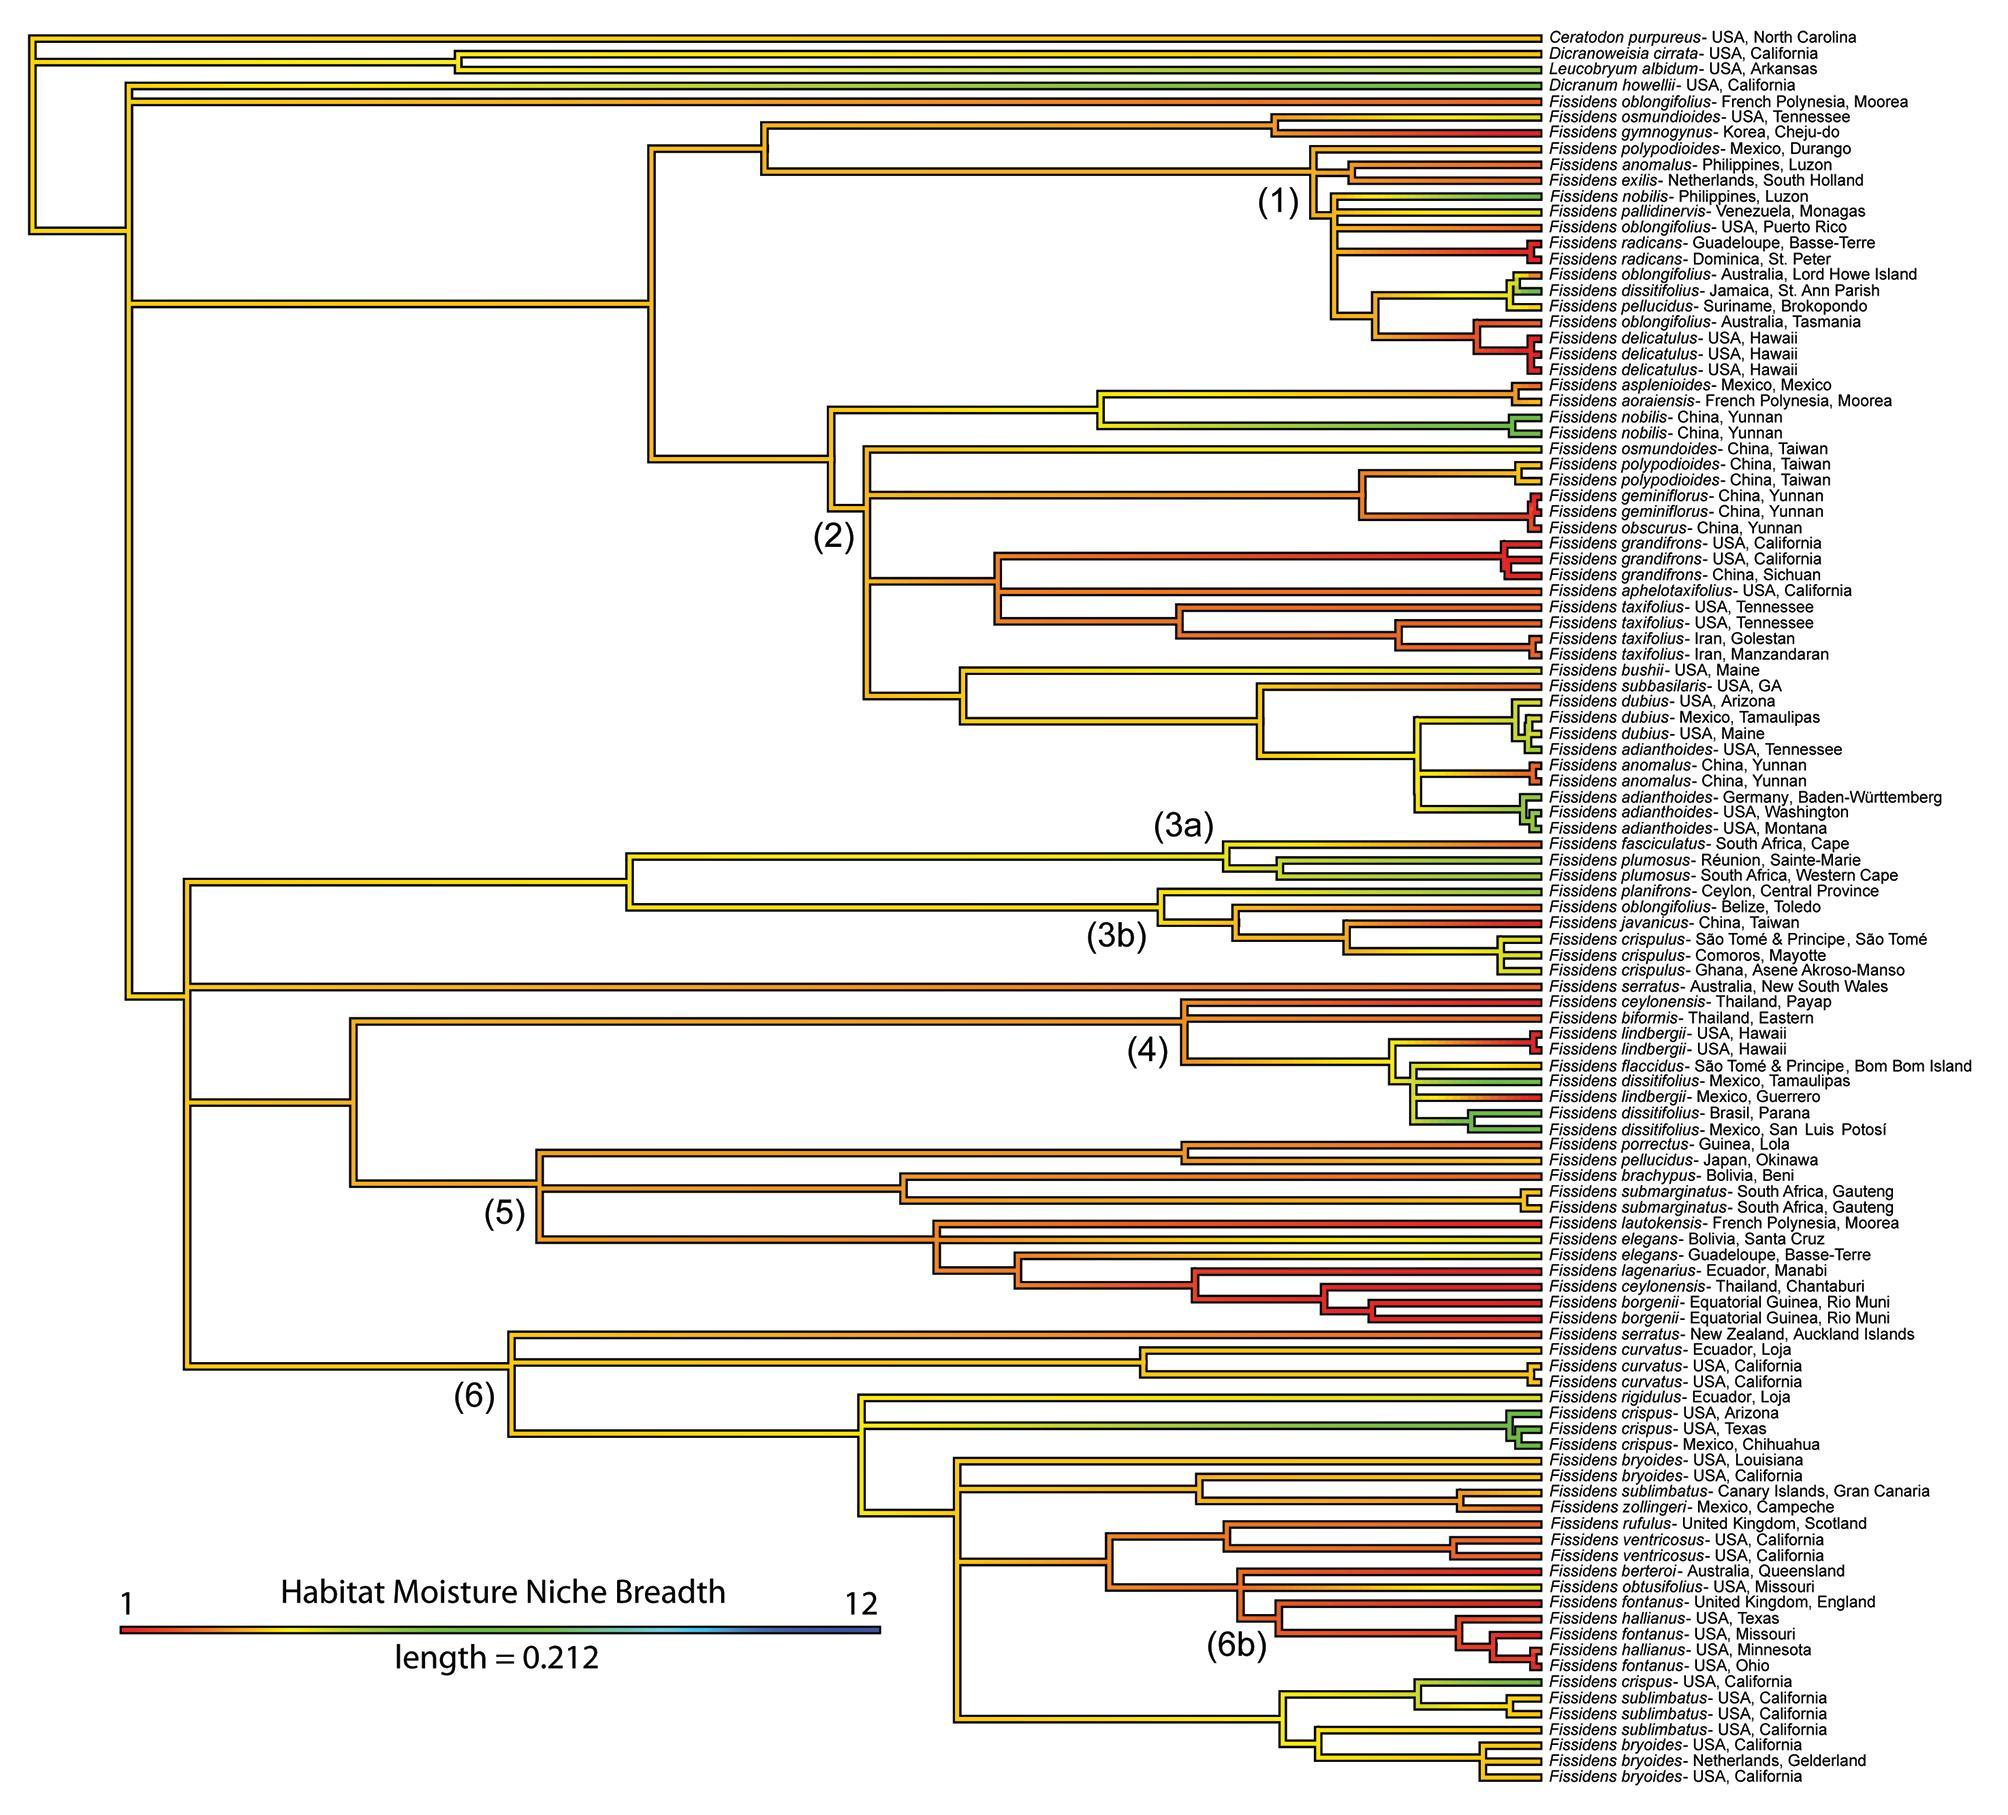 Ceratodon purpureus- USA, North Carolina
Dicranoweisia cirrata- USA, California
Leucobryum albidum- USA, Arkansas
Dicranum howellii- USA, California
Fissidens oblongifolius- French Polynesia, Moorea
Fissidens osmundioides- USA, Tennessee
Fissidens gymnogynus- Korea, Cheju-do
Fissidens polypodioides- Mexico, Durango
Fissidens anomalus- Philippines, Luzon
Fissidens exilis- Netherlands, South Holland
(1)
Fissidens nobilis- Philippines, Luzon
Fissidens pallidinervis- Venezuela, Monagas
Fissidens oblongifolius- USA, Puerto Rico
Fissidens radicans- Guadeloupe, Basse-Terre
Fissidens radicans- Dominica, St. Peter
Fissidens oblongifolius- Australia, Lord Howe Island
Fissidens dissitifolius- Jamaica, St. Ann Parish
Fissidens pellucidus- Suriname, Brokopondo
Fissidens oblongifolius- Australia, Tasmania
Fissidens delicatulus- USA, Hawaii
Fissidens delicatulus- USA, Hawaii
Fissidens delicatulus- USA, Hawaii
Fissidens asplenioides- Mexico, Mexico
Fissidens aoraiensis- French Polynesia, Moorea
Fissidens nobilis- China, Yunnan
Fissidens nobilis- China, Yunnan
Fissidens osmundoides- China, Taiwan
Fissidens polypodioides- China, Taiwan
Fissidens polypodioides- China, Taiwan
Fissidens geminiflorus- China, Yunnan
Fissidens geminiflorus- China, Yunnan
Fissidens obscurus- China, Yunnan
(2)
Fissidens grandifrons- USA, California
Fissidens grandifrons- USA, California
Fissidens grandifrons- China, Sichuan
Fissidens aphelotaxifolius- USA, California
Fissidens taxifolius- USA, Tennessee
Fissidens taxifolius- USA, Tennessee
Fissidens taxifolius- Iran, Golestan
Fissidens taxifolius- Iran, Manzandaran
Fissidens bushii- USA, Maine
Fissidens subbasilaris- USA, GA
Fissidens dubius- USA, Arizona
Fissidens dubius- Mexico, Tamaulipas
Fissidens dubius- USA, Maine
Fissidens adianthoides- USA, Tennessee
Fissidens anomalus- China, Yunnan
Fissidens anomalus- China, Yunnan
Fissidens adianthoides- Germany, Baden-Württemberg
Fissidens adianthoides- USA, Washington
(3a)
Fissidens adianthoides- USA, Montana
Fissidens fasciculatus- South Africa, Cape
Fissidens plumosus- Réunion, Sainte-Marie
Fissidens plumosus- South Africa, Western Cape
Fissidens planifrons- Ceylon, Central Province
Fissidens oblongifolius- Belize, Toledo
Fissidens javanicus- China, Taiwan
(3b)
Fissidens crispulus- São Tomé & Principe, São Tomé
Fissidens crispulus- Comoros, Mayotte
Fissidens crispulus- Ghana, Asene Akroso-Manso
Fissidens serratus- Australia, New South Wales
Fissidens ceylonensis- Thailand, Payap
Fissidens biformis- Thailand, Eastern
Fissidens lindbergii- USA, Hawaii
(4)
Fissidens lindbergii- USA, Hawaii
Fissidens flaccidus- São Tomé & Principe, Bom Bom Island
Fissidens dissitifolius- Mexico, Tamaulipas
Fissidens lindbergii- Mexico, Guerrero
Fissidens dissitifolius- Brasil, Parana
Fissidens dissitifolius- Mexico, San Luis Potosí
Fissidens porrectus- Guinea, Lola
Fissidens pellucidus- Japan, Okinawa
Fissidens brachypus- Bolivia, Beni
Fissidens submarginatus- South Africa, Gauteng
Fissidens submarginatus- South Africa, Gauteng
(5)
Fissidens lautokensis- French Polynesia, Moorea
Fissidens elegans- Bolivia, Santa Cruz
Fissidens elegans- Guadeloupe, Basse-Terre
Fissidens lagenarius- Ecuador, Manabi
Fissidens ceylonensis- Thailand, Chantaburi
Fissidens borgenii- Equatorial Guinea, Rio Muni
Fissidens borgenii- Equatorial Guinea, Rio Muni
Fissidens serratus- New Zealand, Auckland Islands
Fissidens curvatus- Ecuador, Loja
Fissidens curvatus- USA, California
Fissidens curvatus- USA, California
(6)
Fissidens rigidulus- Ecuador, Loja
Fissidens crispus- USA, Arizona
Fissidens crispus- USA, Texas
Fissidens crispus- Mexico, Chihuahua
Fissidens bryoides- USA, Louisiana
Fissidens bryoides- USA, California
Fissidens sublimbatus- Canary Islands, Gran Canaria
Fissidens zollingeri- Mexico, Campeche
Fissidens rufulus- United Kingdom, Scotland
Fissidens ventricosus- USA, California
Fissidens ventricosus- USA, California
Fissidens berteroi- Australia, Queensland
Fissidens obtusifolius- USA, Missouri
Fissidens fontanus- United Kingdom, England
Fissidens hallianus- USA, Texas
Fissidens fontanus- USA, Missouri
(6b)
Fissidens hallianus- USA, Minnesota
Fissidens fontanus- USA, Ohio
Fissidens crispus- USA, California
Fissidens sublimbatus- USA, California
Fissidens sublimbatus- USA, California
Fissidens sublimbatus- USA, California
Fissidens bryoides- USA, California
Fissidens bryoides- Netherlands, Gelderland
Fissidens bryoides- USA, California
Habitat Moisture Niche Breadth
1 12
length = 0.212